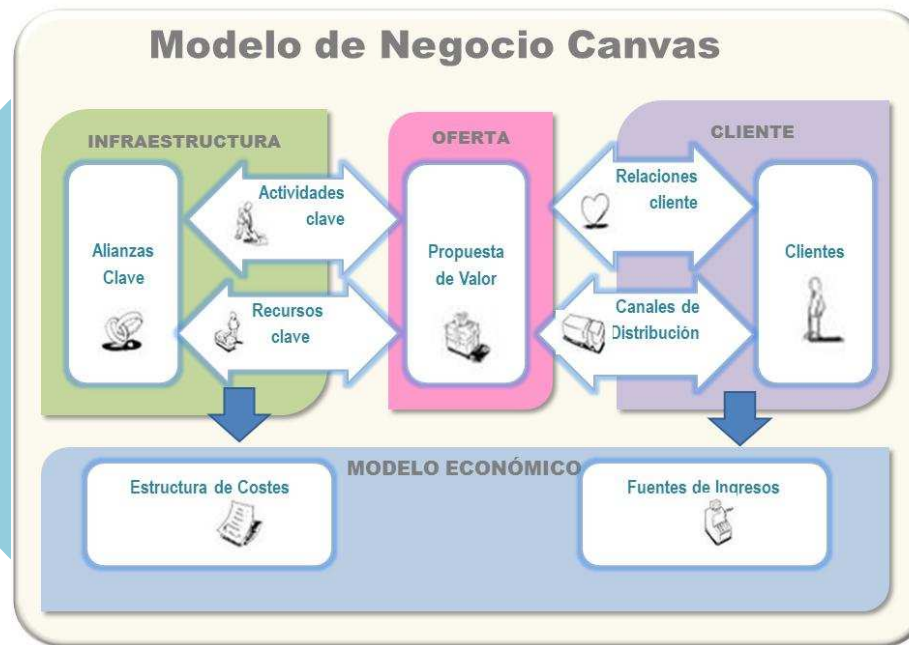 Modelo de Negocio Canvas
INFRAESTRUCTURA
OFERTA
CLIENTE
Alianzas
Clave
Actividades
clave
Recursos
clave
Propuesta
de Valor
Relaciones
cliente
Canales de
Distribución
Clientes
MODELO ECONÓMICO
Estructura de Costes
Fuentes de Ingresos